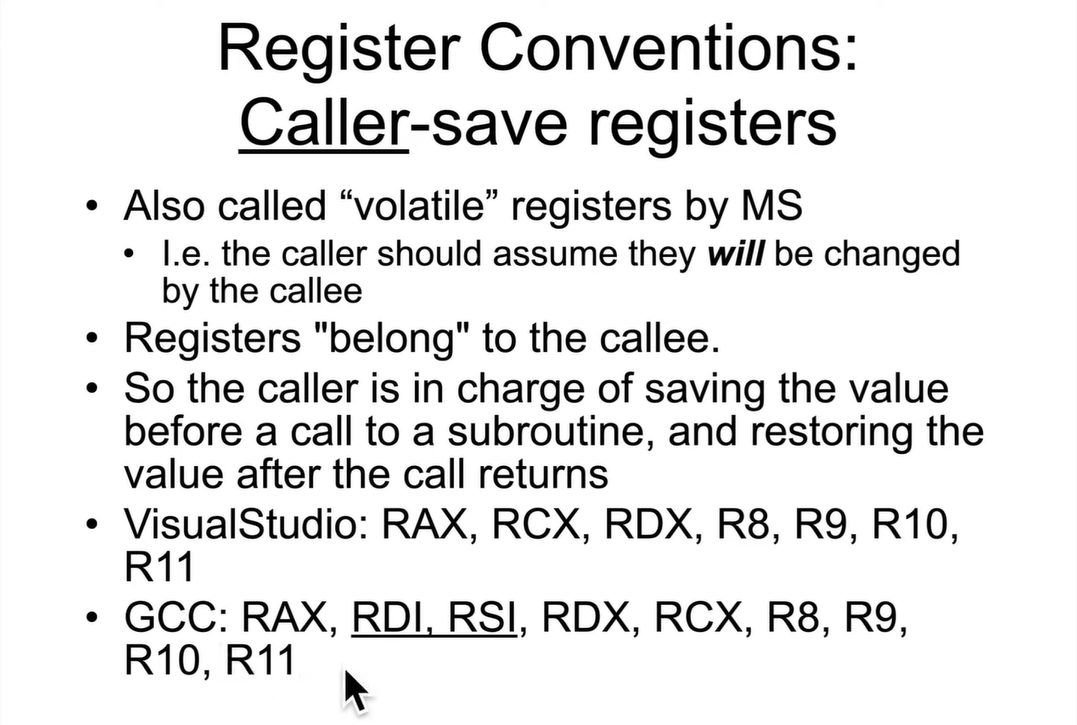 Register Conventions:
Caller-save registers
• Also called “volatile” registers by MS
• I.e. the caller should assume they will be changed
by the callee
• Registers "belong" to the callee.
• So the caller is in charge of saving the value
before a call to a subroutine, and restoring the
value after the call returns
• VisualStudio: RAX, RCX, RDX, R8, R9, R10,
R11
• GCC: RAX, RDI, RSI, RDX, RCX, R8, R9,
R10, R11